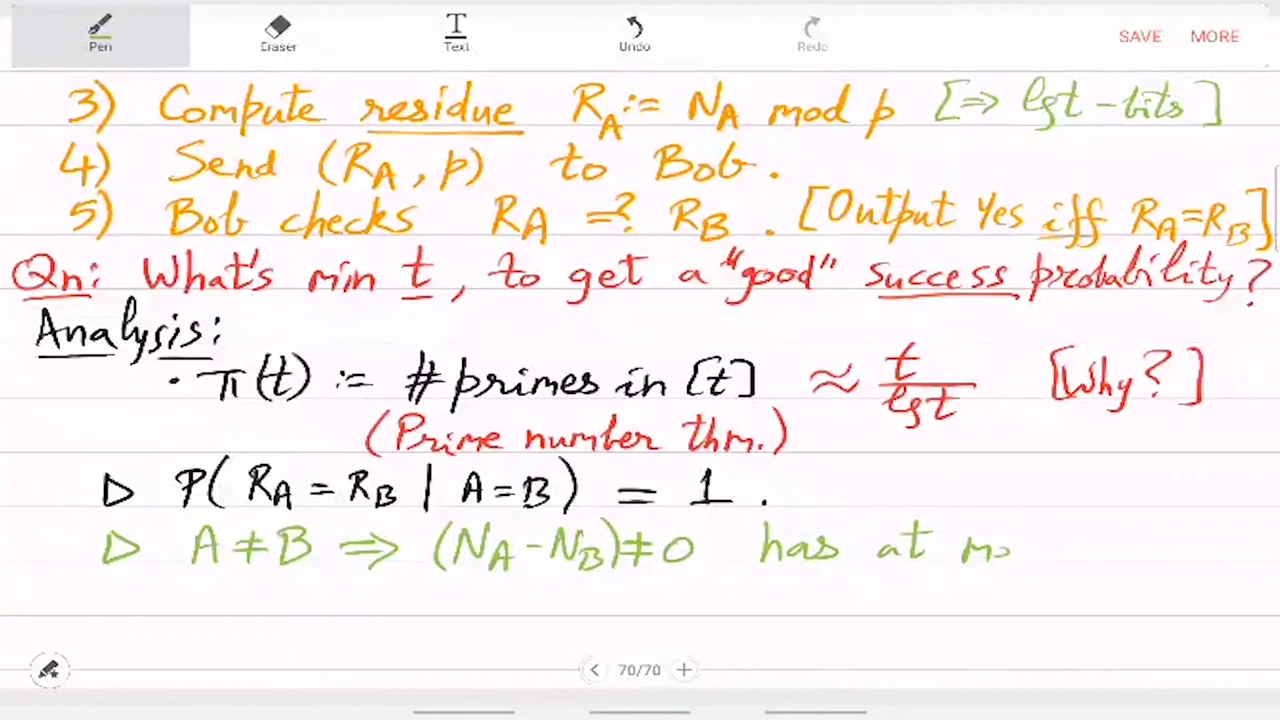 Pen Eraser Text Undo Redo SAVE MORE
3) Compute residue R_A := N_A mod p [=> lgt-bits]
4) Send (R_A, p) to Bob.
5) Bob checks R_A =? R_B. [Output Yes iff R_A=R_B]
Qn: What's min t, to get a "good" success probability?
Analysis:
· π(t) := # primes in [t] ≈ t/lgt [Why?]
(Prime number thm.)
▷ P(R_A = R_B | A=B) = 1.
▷ A≠B => (N_A-N_B)≠0 has at mo
70/70